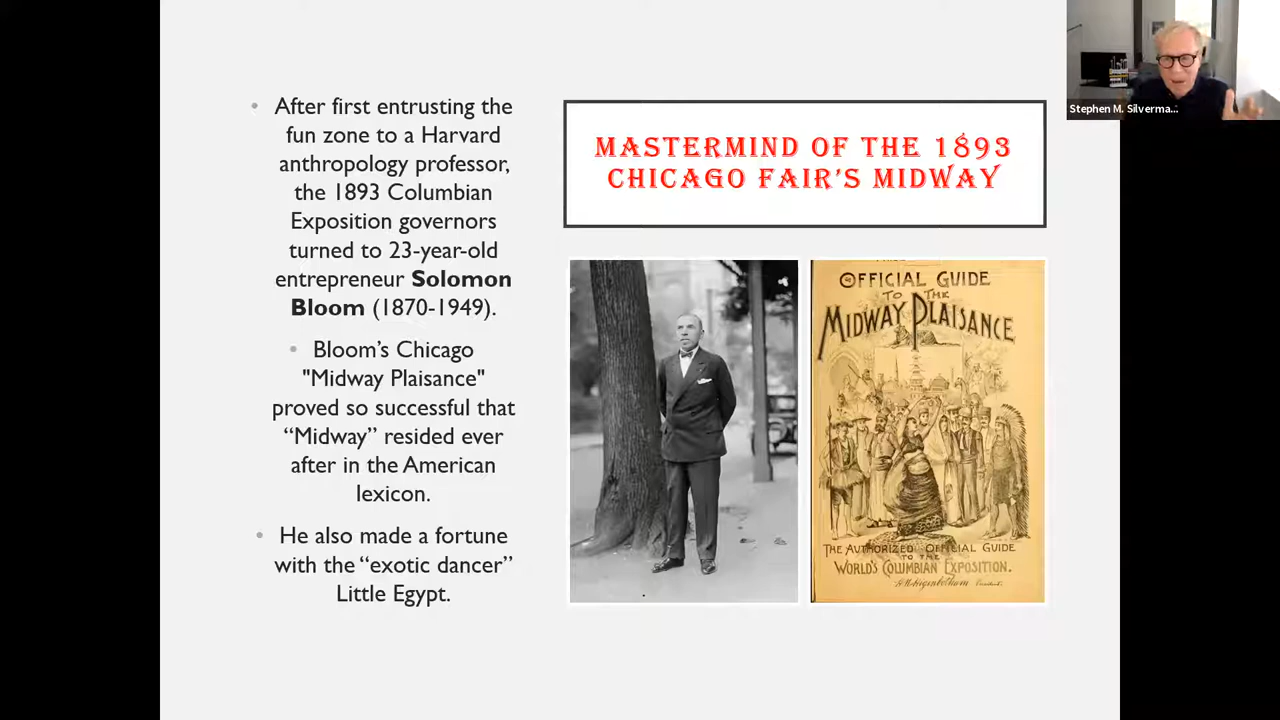 After first entrusting the
fun zone to a Harvard
anthropology professor,
the 1893 Columbian
Exposition governors
turned to 23-year-old
entrepreneur Solomon
Bloom (1870-1949).
Bloom’s Chicago
"Midway Plaisance"
proved so successful that
“Midway” resided ever
after in the American
lexicon.
He also made a fortune
with the “exotic dancer”
Little Egypt.
MASTERMIND OF THE 1893
CHICAGO FAIR’S MIDWAY
OFFICIAL GUIDE
TO THE
MIDWAY PLAISANCE
THE AUTHORIZED OFFICIAL GUIDE
TO THE
WORLD'S COLUMBIAN EXPOSITION.
Stephen M. Silverma...